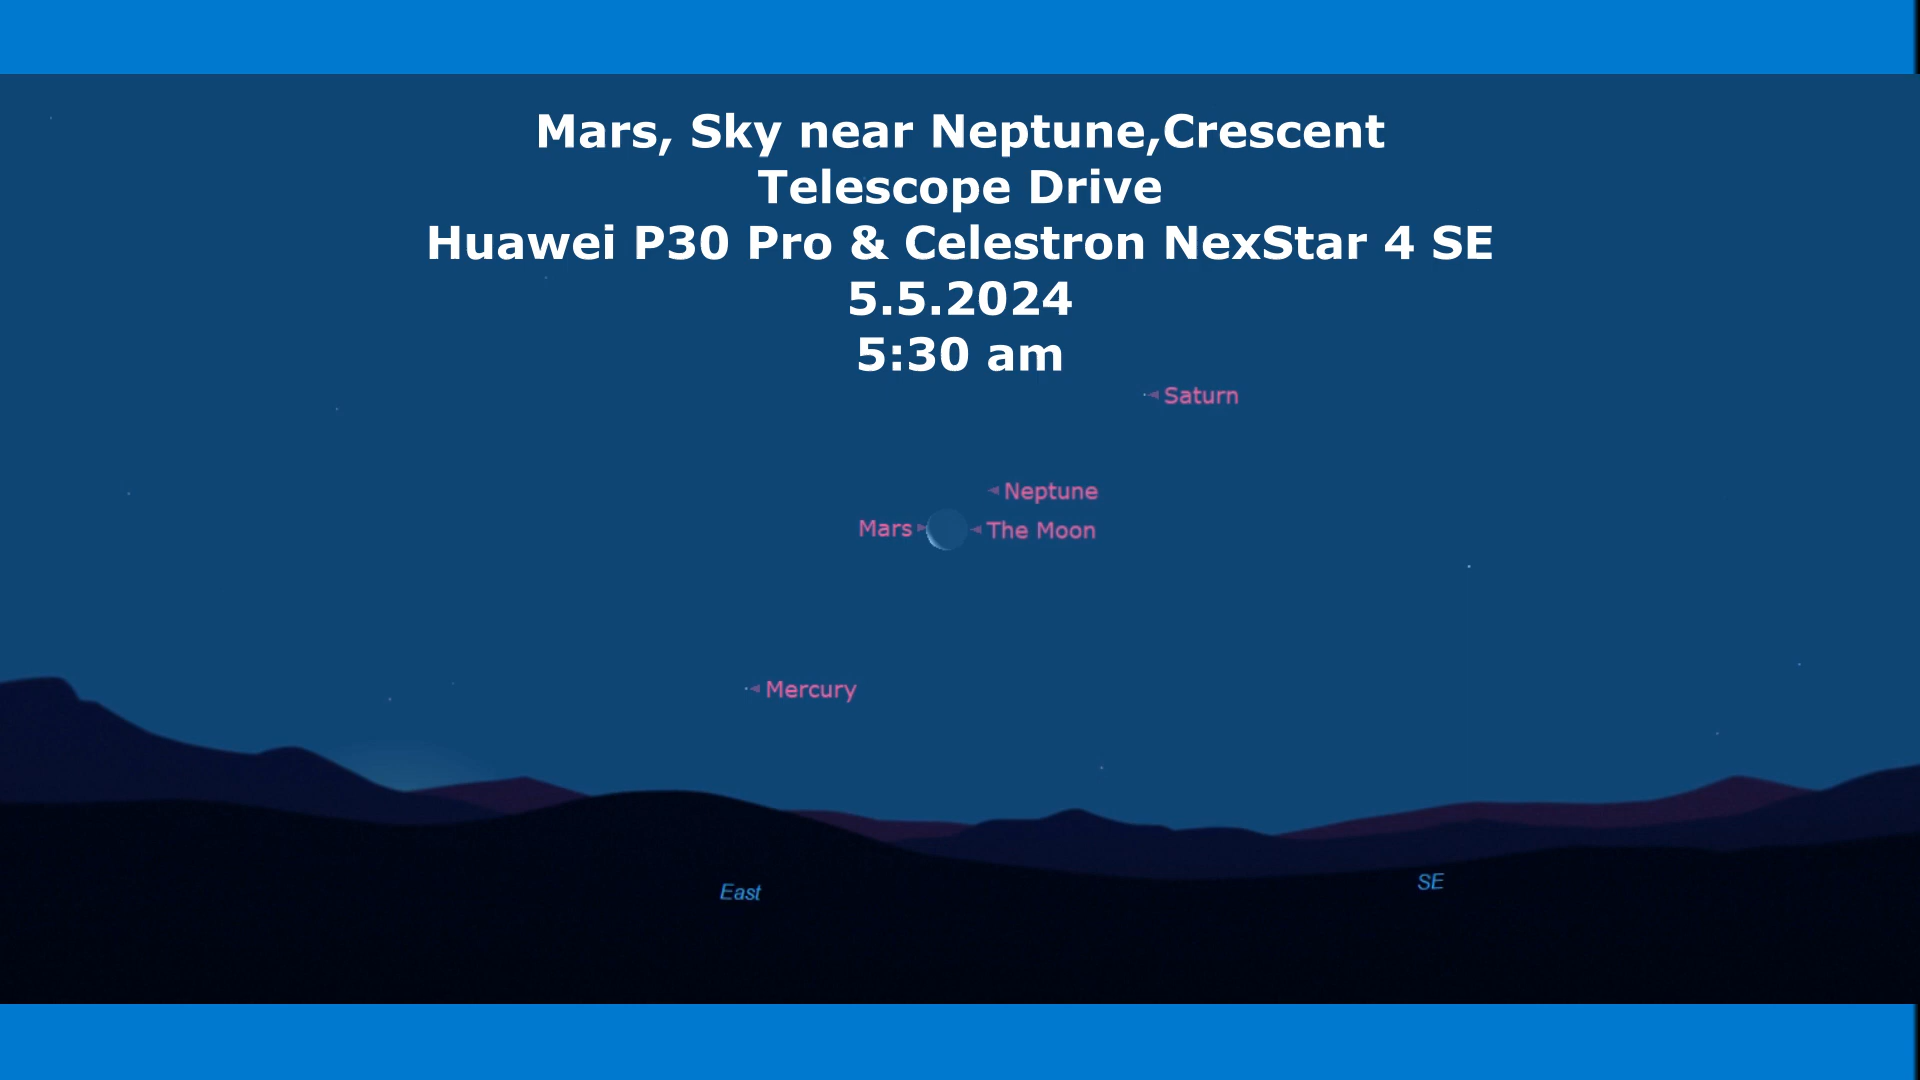 Mars, Sky near Neptune,Crescent
Telescope Drive
Huawei P30 Pro & Celestron NexStar 4 SE
5.5.2024
5:30 am
Saturn
Neptune
Mars
The Moon
Mercury
East
SE